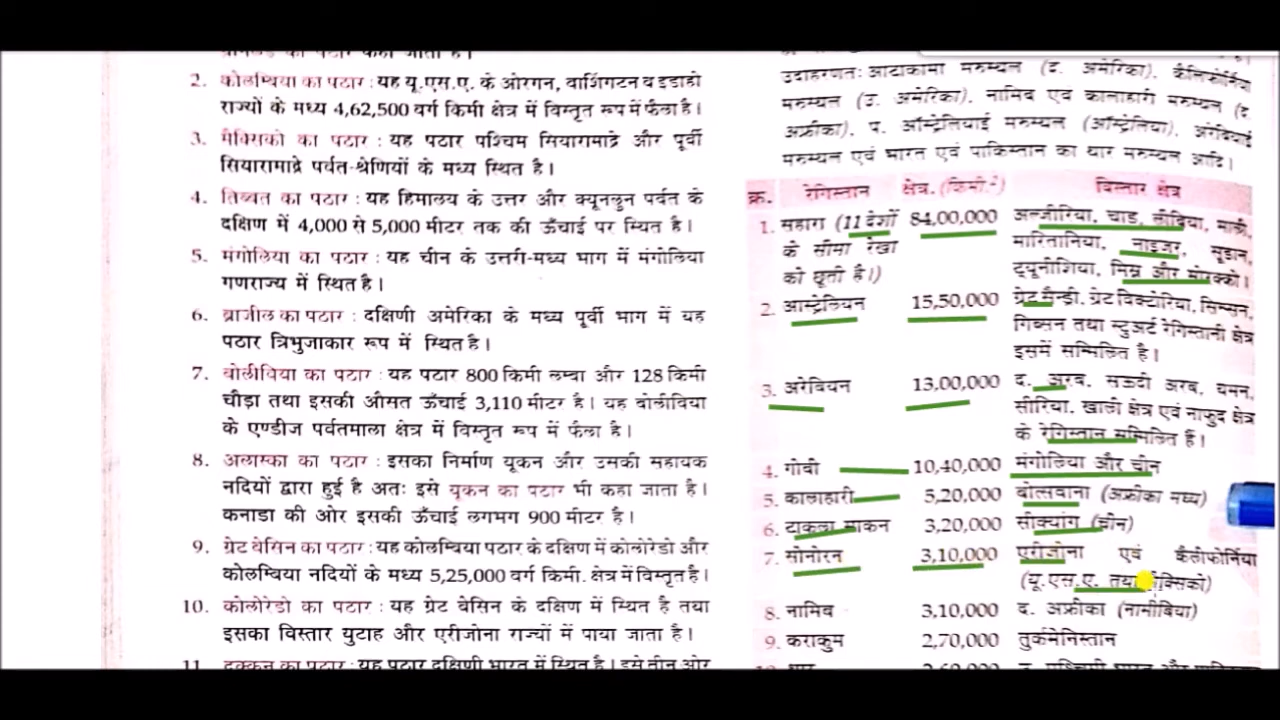 2. कोलम्बिया का पठार : यह यू.एस.ए. के ओरगन, वाशिंगटन व इडाहो
राज्यों के मध्य 4,62,500 वर्ग किमी क्षेत्र में विस्तृत रूप में फैला है।
3. मैक्सिको का पठार : यह पठार पश्चिम सियारामाद्रे और पूर्वी
सियारामाद्रे पर्वत-श्रेणियों के मध्य स्थित है।
4. तिब्बत का पठार : यह हिमालय के उत्तर और क्यूनलुन पर्वत के
दक्षिण में 4,000 से 5,000 मीटर तक की ऊँचाई पर स्थित है।
5. मंगोलिया का पठार : यह चीन के उत्तरी-मध्य भाग में मंगोलिया
गणराज्य में स्थित है।
6. ब्राजील का पठार : दक्षिणी अमेरिका के मध्य पूर्वी भाग में यह
पठार त्रिभुजाकार रूप में स्थित है।
7. बोलीविया का पठार : यह पठार 800 किमी लम्बा और 128 किमी
चौड़ा तथा इसकी औसत ऊँचाई 3,110 मीटर है। यह बोलीविया
के एण्डीज पर्वतमाला क्षेत्र में विस्तृत रूप में फैला है।
8. अलास्का का पठार : इसका निर्माण यूकन और उसकी सहायक
नदियों द्वारा हुई है अतः इसे यूकन का पठार भी कहा जाता है।
कनाडा की ओर इसकी ऊँचाई लगभग 900 मीटर है।
9. ग्रेट बेसिन का पठार : यह कोलम्बिया पठार के दक्षिण में कोलोरेडो और
कोलम्बिया नदियों के मध्य 5,25,000 वर्ग किमी. क्षेत्र में विस्तृत है।
10. कोलोरेडो का पठार : यह ग्रेट बेसिन के दक्षिण में स्थित है तथा
इसका विस्तार युटाह और एरीजोना राज्यों में पाया जाता है।
11. दक्कन का पठार : यह पठार दक्षिणी भारत में स्थित है। इसे तीन ओर
उदाहरणतः आटाकामा मरुस्थल (द. अमेरिका). कैलिफोर्निया
मरुस्थल (उ. अमेरिका). नामिब एवं कालाहारी मरुस्थल (द.
अफ्रीका). प. ऑस्ट्रेलियाई मरुस्थल (ऑस्ट्रेलिया). अरेबियाई
मरुस्थल एवं भारत एवं पाकिस्तान का थार मरुस्थल आदि।
क्र. रेगिस्तान क्षेत्र. (किमी.²) विस्तार क्षेत्र
1. सहारा (11 देशों 84,00,000 अल्जीरिया, चाड, लीबिया, माली,
के सीमा रेखा मारितानिया, नाइजर, सूडान,
को छूती है।) ट्यूनीशिया, मिस्र और मोरक्को।
2. आस्ट्रेलियन 15,50,000 ग्रेट सैन्डी. ग्रेट विक्टोरिया, सिम्सन,
गिब्सन तथा स्टुअर्ट रेगिस्तानी क्षेत्र
इसमें सम्मिलित है।
3. अरेबियन 13,00,000 द. अरब. सऊदी अरब, यमन,
सीरिया. खाली क्षेत्र एवं नाफुद क्षेत्र
के रेगिस्तान सम्मिलित है।
4. गोबी 10,40,000 मंगोलिया और चीन
5. कालाहारी 5,20,000 बोत्सवाना (अफ्रीका मध्य)
6. टाकला माकन 3,20,000 सीक्यांग (चीन)
7. सोनोरन 3,10,000 एरीजोना एवं कैलीफोर्निया
(यू.एस.ए. तथा मैक्सिको)
8. नामिब 3,10,000 द. अफ्रीका (नामीबिया)
9. कराकुम 2,70,000 तुर्कमेनिस्तान